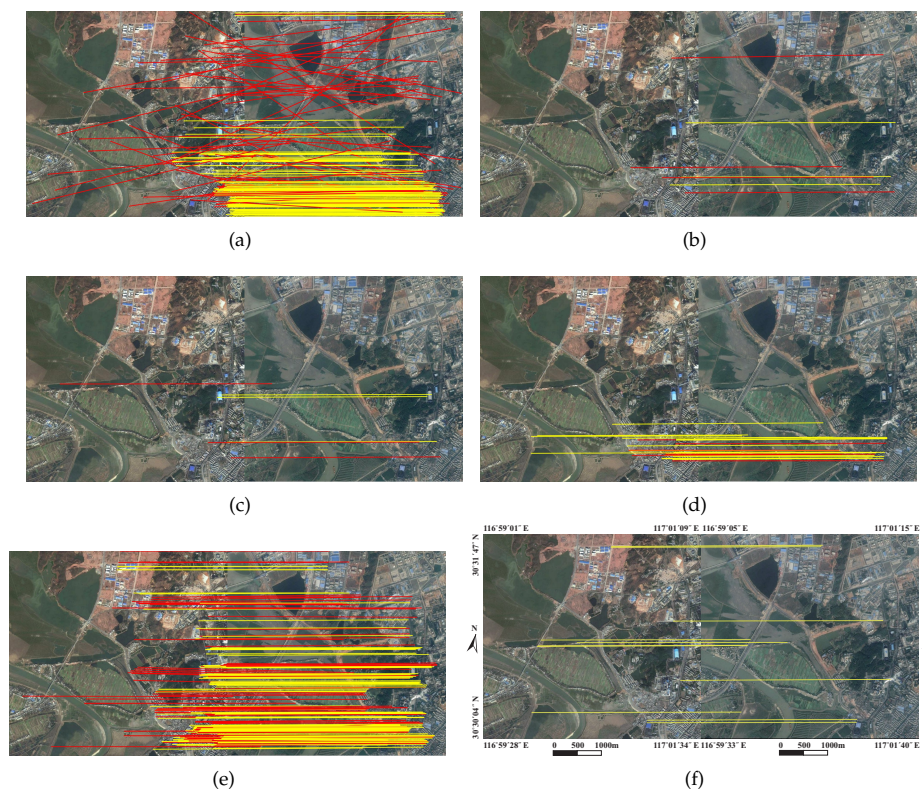 (a)
(b)
(c)
(d)
116°59′01″ E 117°01′09″ E 116°59′05″ E 117°01′15″ E
30°31′47″ N
N
30°30′04″ N
116°59′28″ E 117°01′34″ E 116°59′33″ E 117°01′40″ E
0 500 1000m 0 500 1000m
(e)
(f)